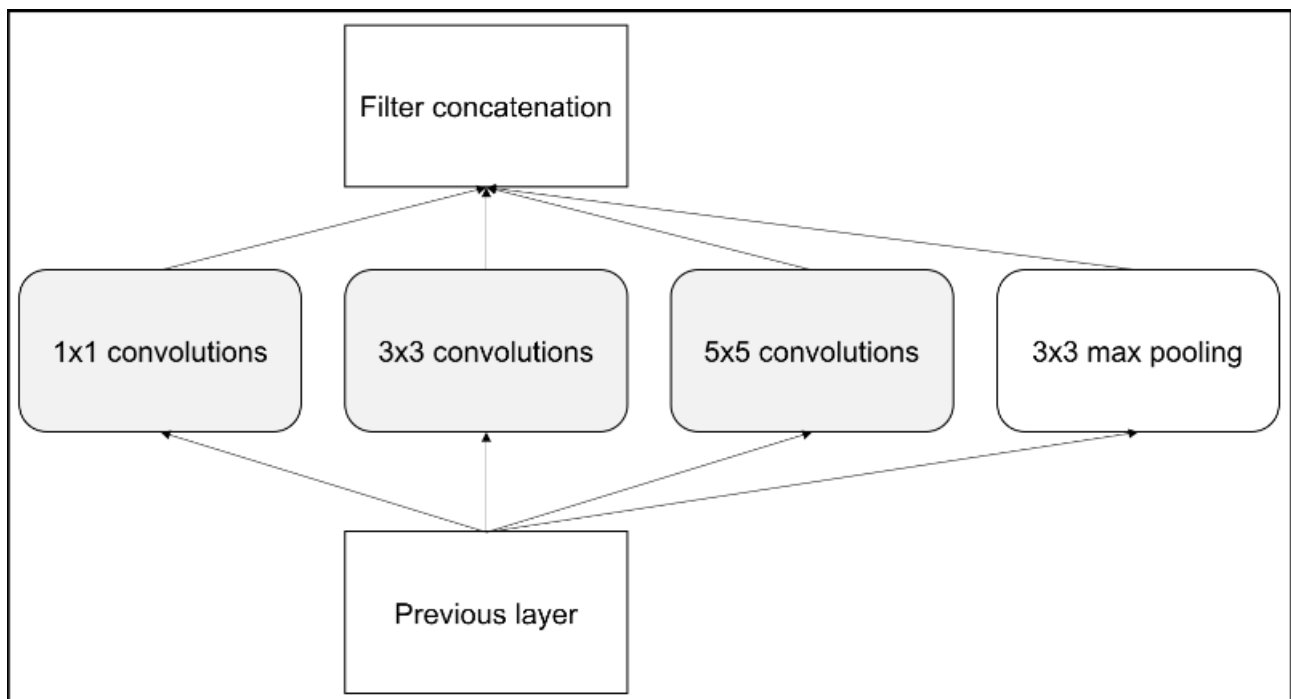 Filter concatenation
1x1 convolutions
3x3 convolutions
5x5 convolutions
3x3 max pooling
Previous layer